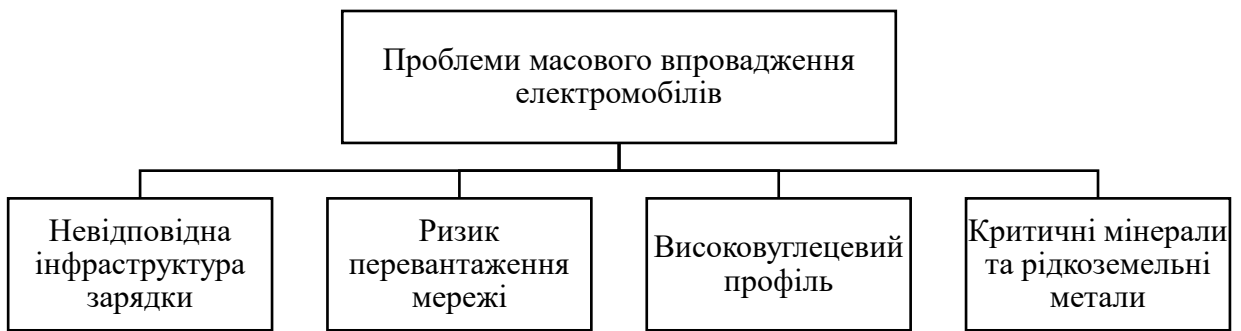 Проблеми масового впровадження
електромобілів
Невідповідна
інфраструктура
зарядки
Ризик
перевантаження
мережі
Високовуглецевий
профіль
Критичні мінерали
та рідкоземельні
метали